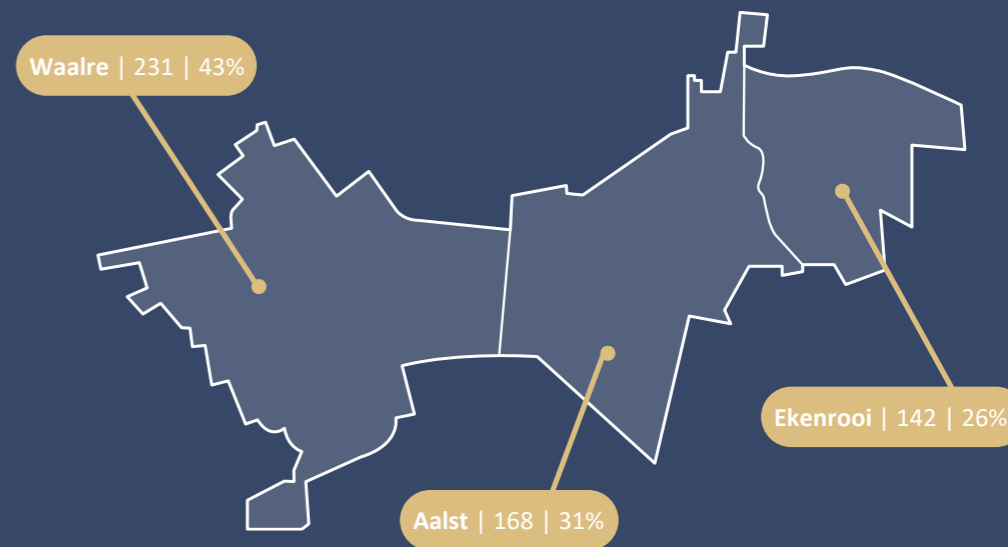 Waalre | 231 | 43%
Ekenrooi | 142 | 26%
Aalst | 168 | 31%